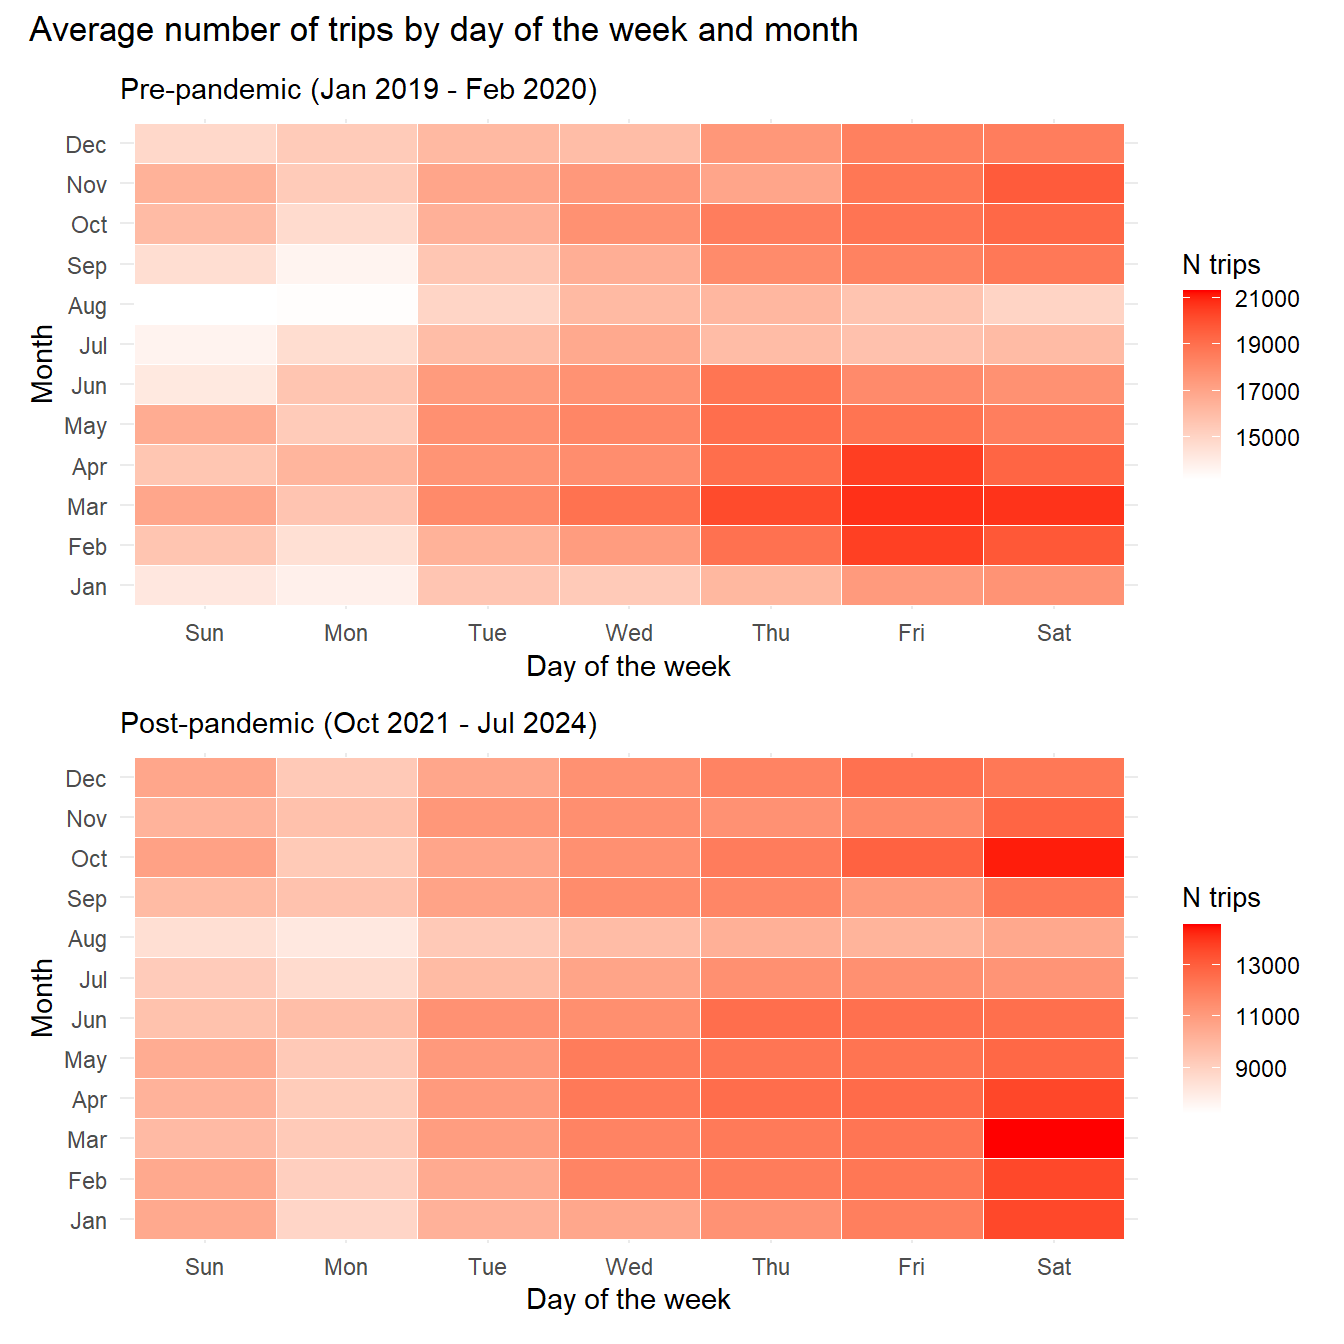 Average number of trips by day of the week and month
Pre-pandemic (Jan 2019 - Feb 2020)
Month
Dec
Nov
Oct
Sep
Aug
Jul
Jun
May
Apr
Mar
Feb
Jan
Sun Mon Tue Wed Thu Fri Sat
Day of the week
N trips
21000
19000
17000
15000
Post-pandemic (Oct 2021 - Jul 2024)
Month
Dec
Nov
Oct
Sep
Aug
Jul
Jun
May
Apr
Mar
Feb
Jan
Sun Mon Tue Wed Thu Fri Sat
Day of the week
N trips
13000
11000
9000